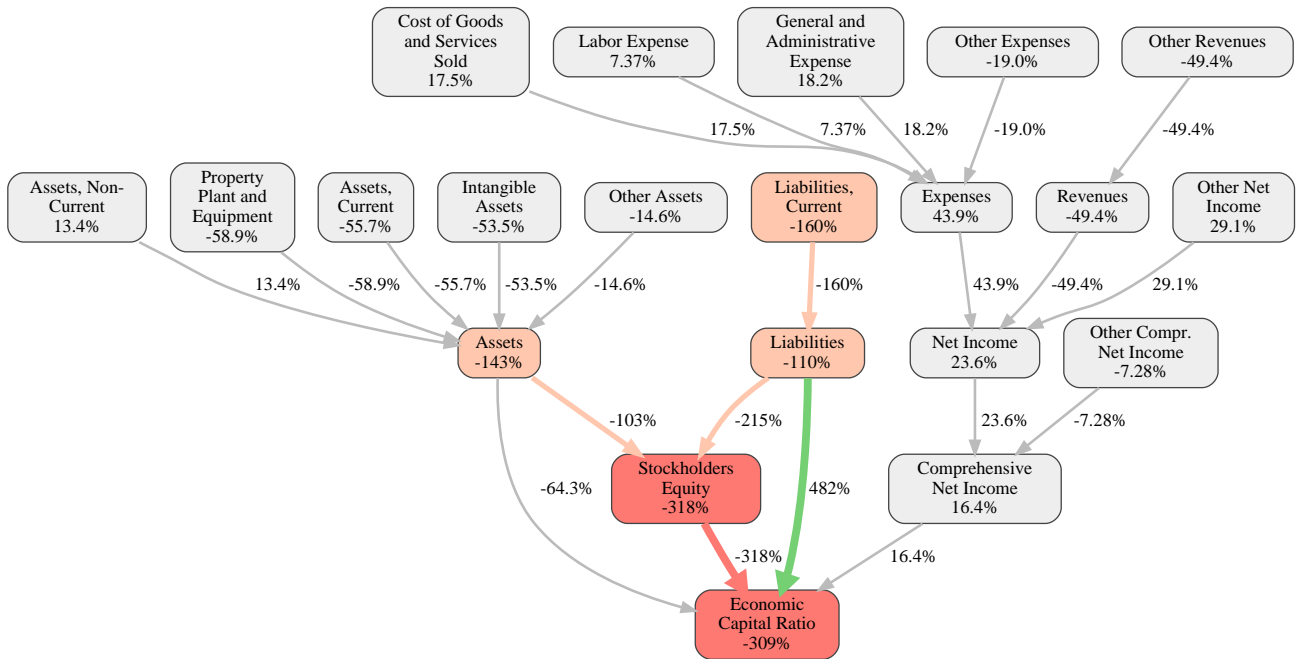 Cost of Goods
and Services
Sold
17.5%
Labor Expense
7.37%
General and
Administrative
Expense
18.2%
Other Expenses
-19.0%
Other Revenues
-49.4%
17.5%
7.37%
18.2%
-19.0%
-49.4%
Assets, Non-
Current
13.4%
Property
Plant and
Equipment
-58.9%
Assets,
Current
-55.7%
Intangible
Assets
-53.5%
Other Assets
-14.6%
Liabilities,
Current
-160%
Expenses
43.9%
Revenues
-49.4%
Other Net
Income
29.1%
13.4%
-58.9%
-55.7%
-53.5%
-14.6%
-160%
43.9%
-49.4%
29.1%
Assets
-143%
Liabilities
-110%
Net Income
23.6%
Other Compr.
Net Income
-7.28%
-103%
-215%
23.6%
-7.28%
-64.3%
Stockholders
Equity
-318%
482%
Comprehensive
Net Income
16.4%
-318%
16.4%
Economic
Capital Ratio
-309%